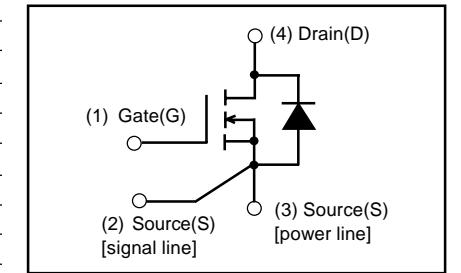 (4) Drain(D)
(1) Gate(G)
(2) Source(S)
[signal line]
(3) Source(S)
[power line]